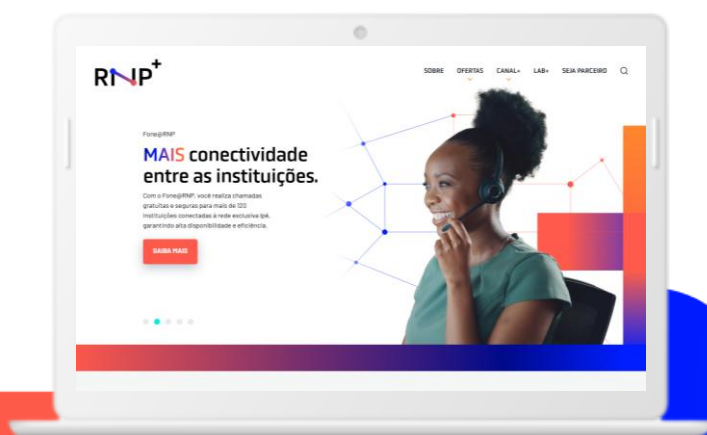 RNP+
SOBRE OFERTAS CANAL+ LAB+ SEJA PARCEIRO
Fone@RNP
MAIS conectividade
entre as instituições.
Com o Fone@RNP, você realiza chamadas
gratuitas e seguras para mais de 120
instituições conectadas à rede exclusiva Ipê,
garantindo alta disponibilidade e eficiência.
SAIBA MAIS